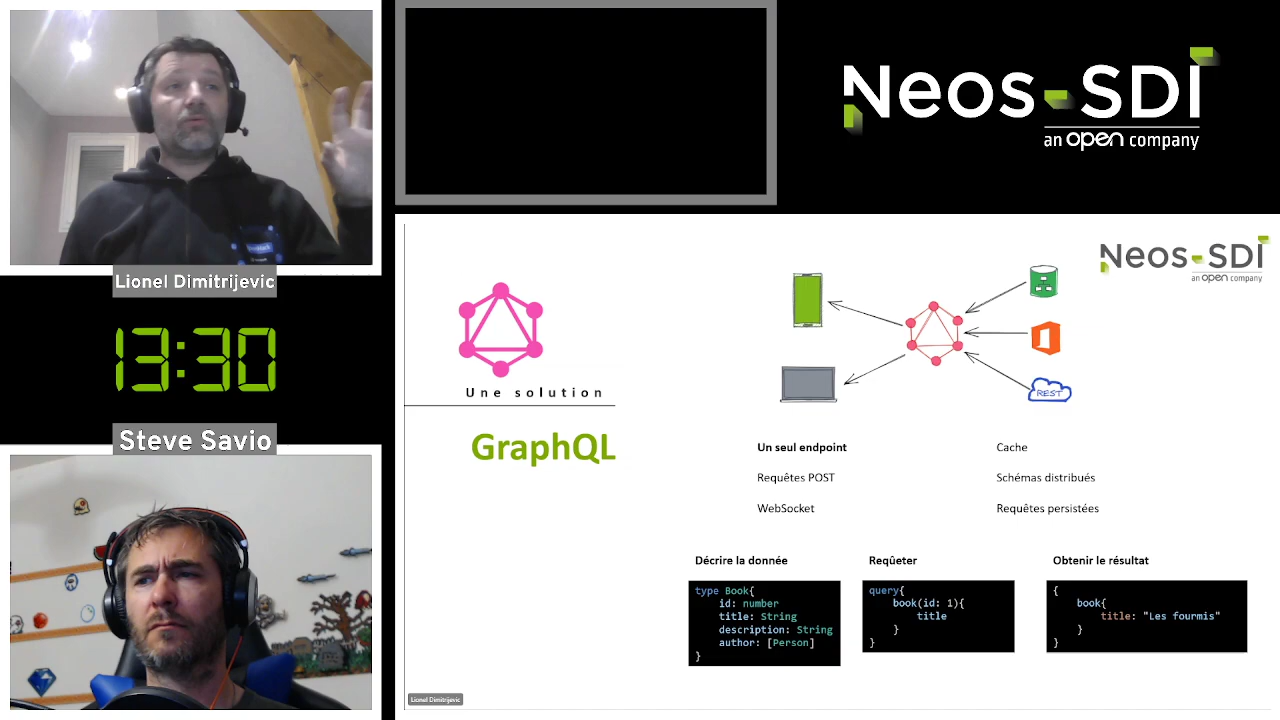 Lionel Dimitrijevic
13:30
Steve Savio
Neos-SDI
an open company
Neos-SDI
an open company
Une solution
GraphQL
REST
Un seul endpoint
Requêtes POST
WebSocket
Cache
Schémas distribués
Requêtes persistées
Décrire la donnée
type Book{
id: number
title: String
description: String
author: [Person]
}
Reqûeter
query{
book(id: 1){
title
}
}
Obtenir le résultat
{
book{
title: "Les fourmis"
}
}
Lionel Dimitrijevic